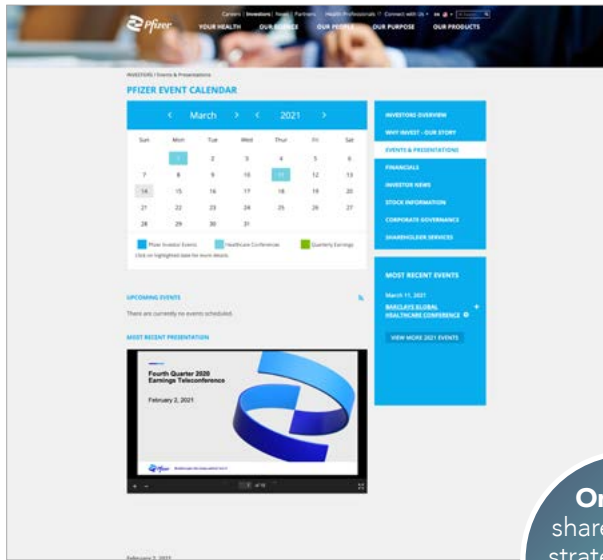 Careers | Investors | News | Partners Health Professionals Connect with Us
Pfizer YOUR HEALTH OUR SCIENCE OUR PEOPLE OUR PURPOSE OUR PRODUCTS
INVESTORS / Events & Presentations
PFIZER EVENT CALENDAR
< March > < 2021 >
Sun Mon Tue Wed Thur Fri Sat
1 2 3 4 5 6
7 8 9 10 11 12 13
14 15 16 17 18 19 20
21 22 23 24 25 26 27
28 29 30 31
Pfizer Investor Events Healthcare Conferences Quarterly Earnings
Click on highlighted date for more details.
UPCOMING EVENTS
There are currently no events scheduled.
MOST RECENT PRESENTATION
Fourth Quarter 2020
Earnings Teleconference
February 2, 2021
Pfizer
February 2, 2021
INVESTORS OVERVIEW
WHY INVEST - OUR STORY
EVENTS & PRESENTATIONS
FINANCIALS
INVESTOR NEWS
STOCK INFORMATION
CORPORATE GOVERNANCE
SHAREHOLDER SERVICES
MOST RECENT EVENTS
March 11, 2021
BARCLAYS GLOBAL
HEALTHCARE CONFERENCE
VIEW MORE 2021 EVENTS